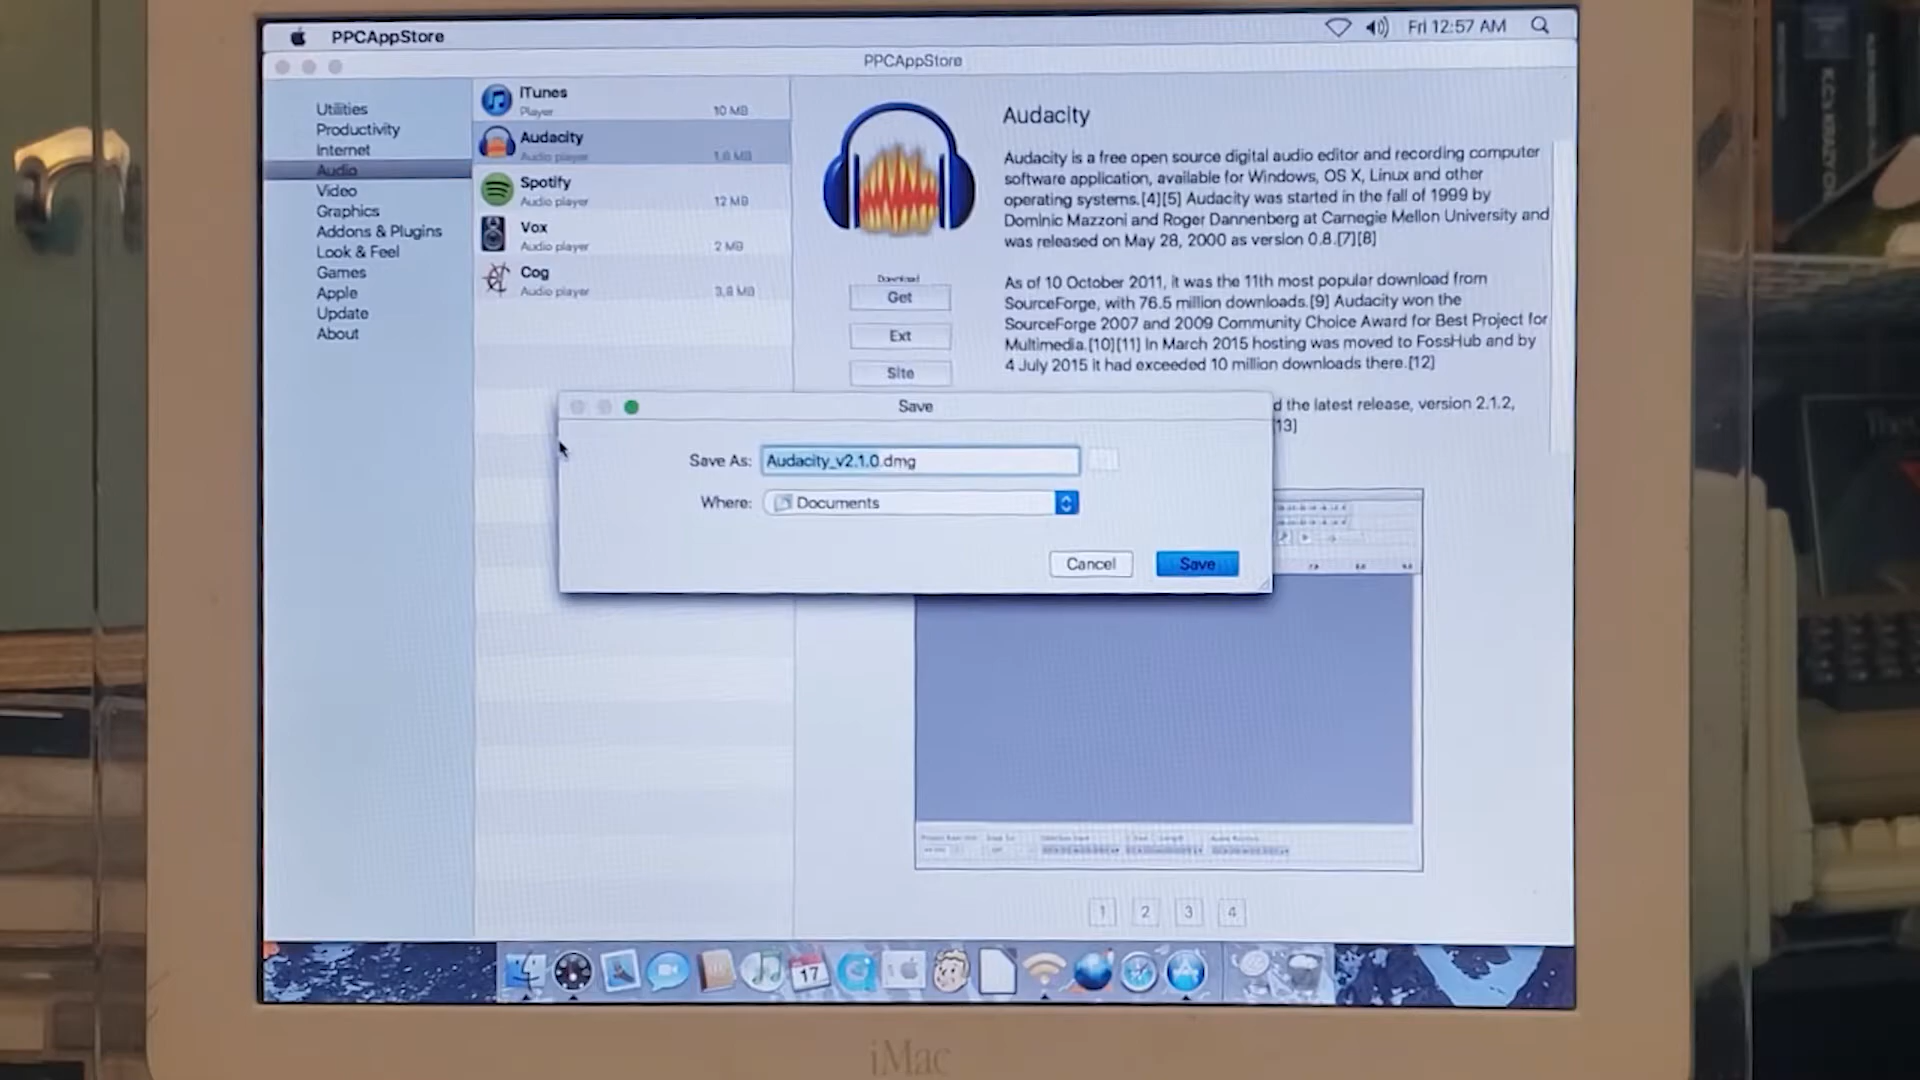 PPCAppStore
Fri 12:57 AM
PPCAppStore
Utilities
Productivity
Internet
Audio
Video
Graphics
Addons & Plugins
Look & Feel
Games
Apple
Update
About
iTunes
Player
10 MB
Audacity
Audio player
1.8 MB
Spotify
Audio player
12 MB
Vox
Audio player
2 MB
Cog
Audio player
3.8 MB
Download
Get
Ext
Site
Audacity
Audacity is a free open source digital audio editor and recording computer
software application, available for Windows, OS X, Linux and other
operating systems.[4][5] Audacity was started in the fall of 1999 by
Dominic Mazzoni and Roger Dannenberg at Carnegie Mellon University and
was released on May 28, 2000 as version 0.8.[7][8]
As of 10 October 2011, it was the 11th most popular download from
SourceForge, with 76.5 million downloads.[9] Audacity won the
SourceForge 2007 and 2009 Community Choice Award for Best Project for
Multimedia.[10][11] In March 2015 hosting was moved to FossHub and by
4 July 2015 it had exceeded 10 million downloads there.[12]
d the latest release, version 2.1.2,
[13]
Save
Save As: Audacity_v2.1.0.dmg
Where: Documents
Cancel
Save
1 2 3 4
17
iMac